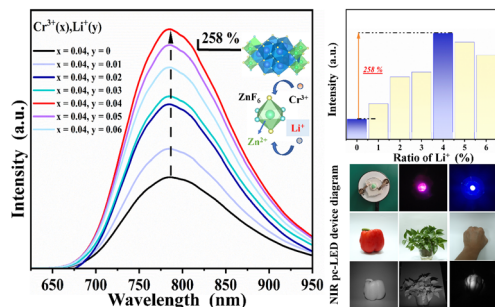 Cr³⁺(x),Li⁺(y)
x = 0.04, y = 0
x = 0.04, y = 0.01
x = 0.04, y = 0.02
x = 0.04, y = 0.03
x = 0.04, y = 0.04
x = 0.04, y = 0.05
x = 0.04, y = 0.06
258 %
ZnF₆
Cr³⁺
Li⁺
Zn²⁺
Intensity (a.u.)
650 700 750 800 850 900 950
Wavelength (nm)
Intensity (a.u.)
258 %
0 1 2 3 4 5 6
Ratio of Li⁺ (%)
NIR pc-LED device diagram